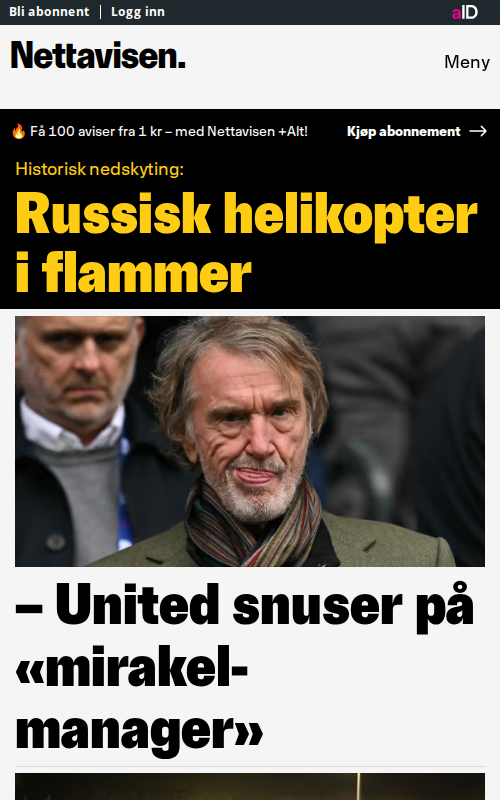 Bli abonnent | Logg inn
aID
Nettavisen.
Meny
🔥 Få 100 aviser fra 1 kr – med Nettavisen +Alt!
Kjøp abonnement →
Historisk nedskyting:
Russisk helikopter
i flammer
– United snuser på
«mirakel-
manager»